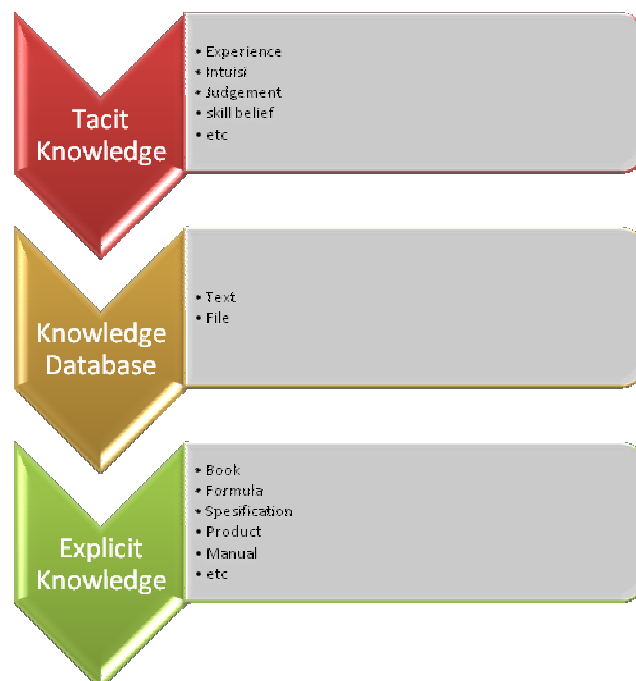 Tacit
Knowledge
• Experience
• Intuisi
• Judgement
• skill belief
• etc
Knowledge
Database
• Text
• File
Explicit
Knowledge
• Book
• Formula
• Spesification
• Product
• Manual
• etc